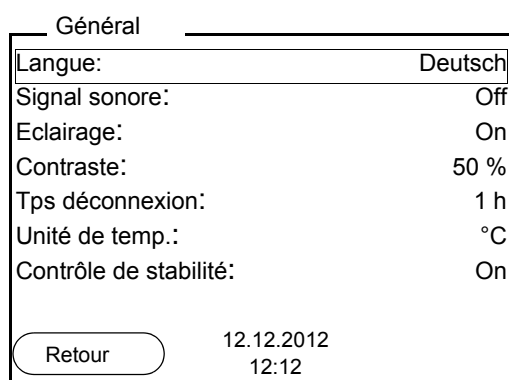 Général
Langue: Deutsch
Signal sonore: Off
Eclairage: On
Contraste: 50 %
Tps déconnexion: 1 h
Unité de temp.: °C
Contrôle de stabilité: On
Retour
12.12.2012
12:12